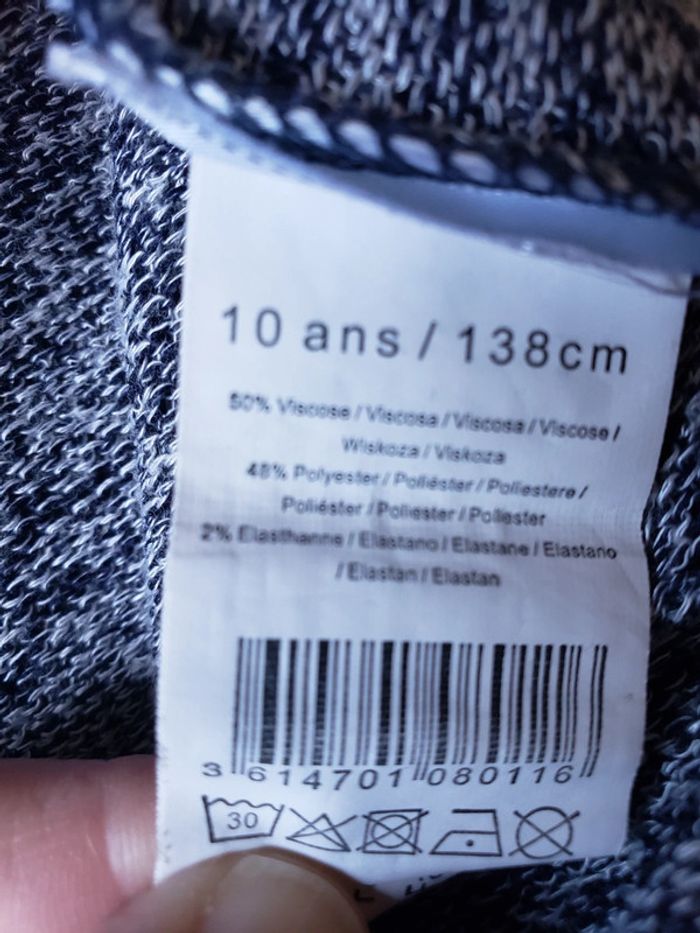 10 ans / 138cm
50% Viscose / Viscosa / Viscosa / Viscose /
Wiskoza / Viskoza
48% Polyester / Poliéster / Poliestere /
Poliéster / Poliester / Poliester
2% Elasthanne / Elastano / Elastane / Elastano
/ Elastan / Elastan
3 614701 080116
30